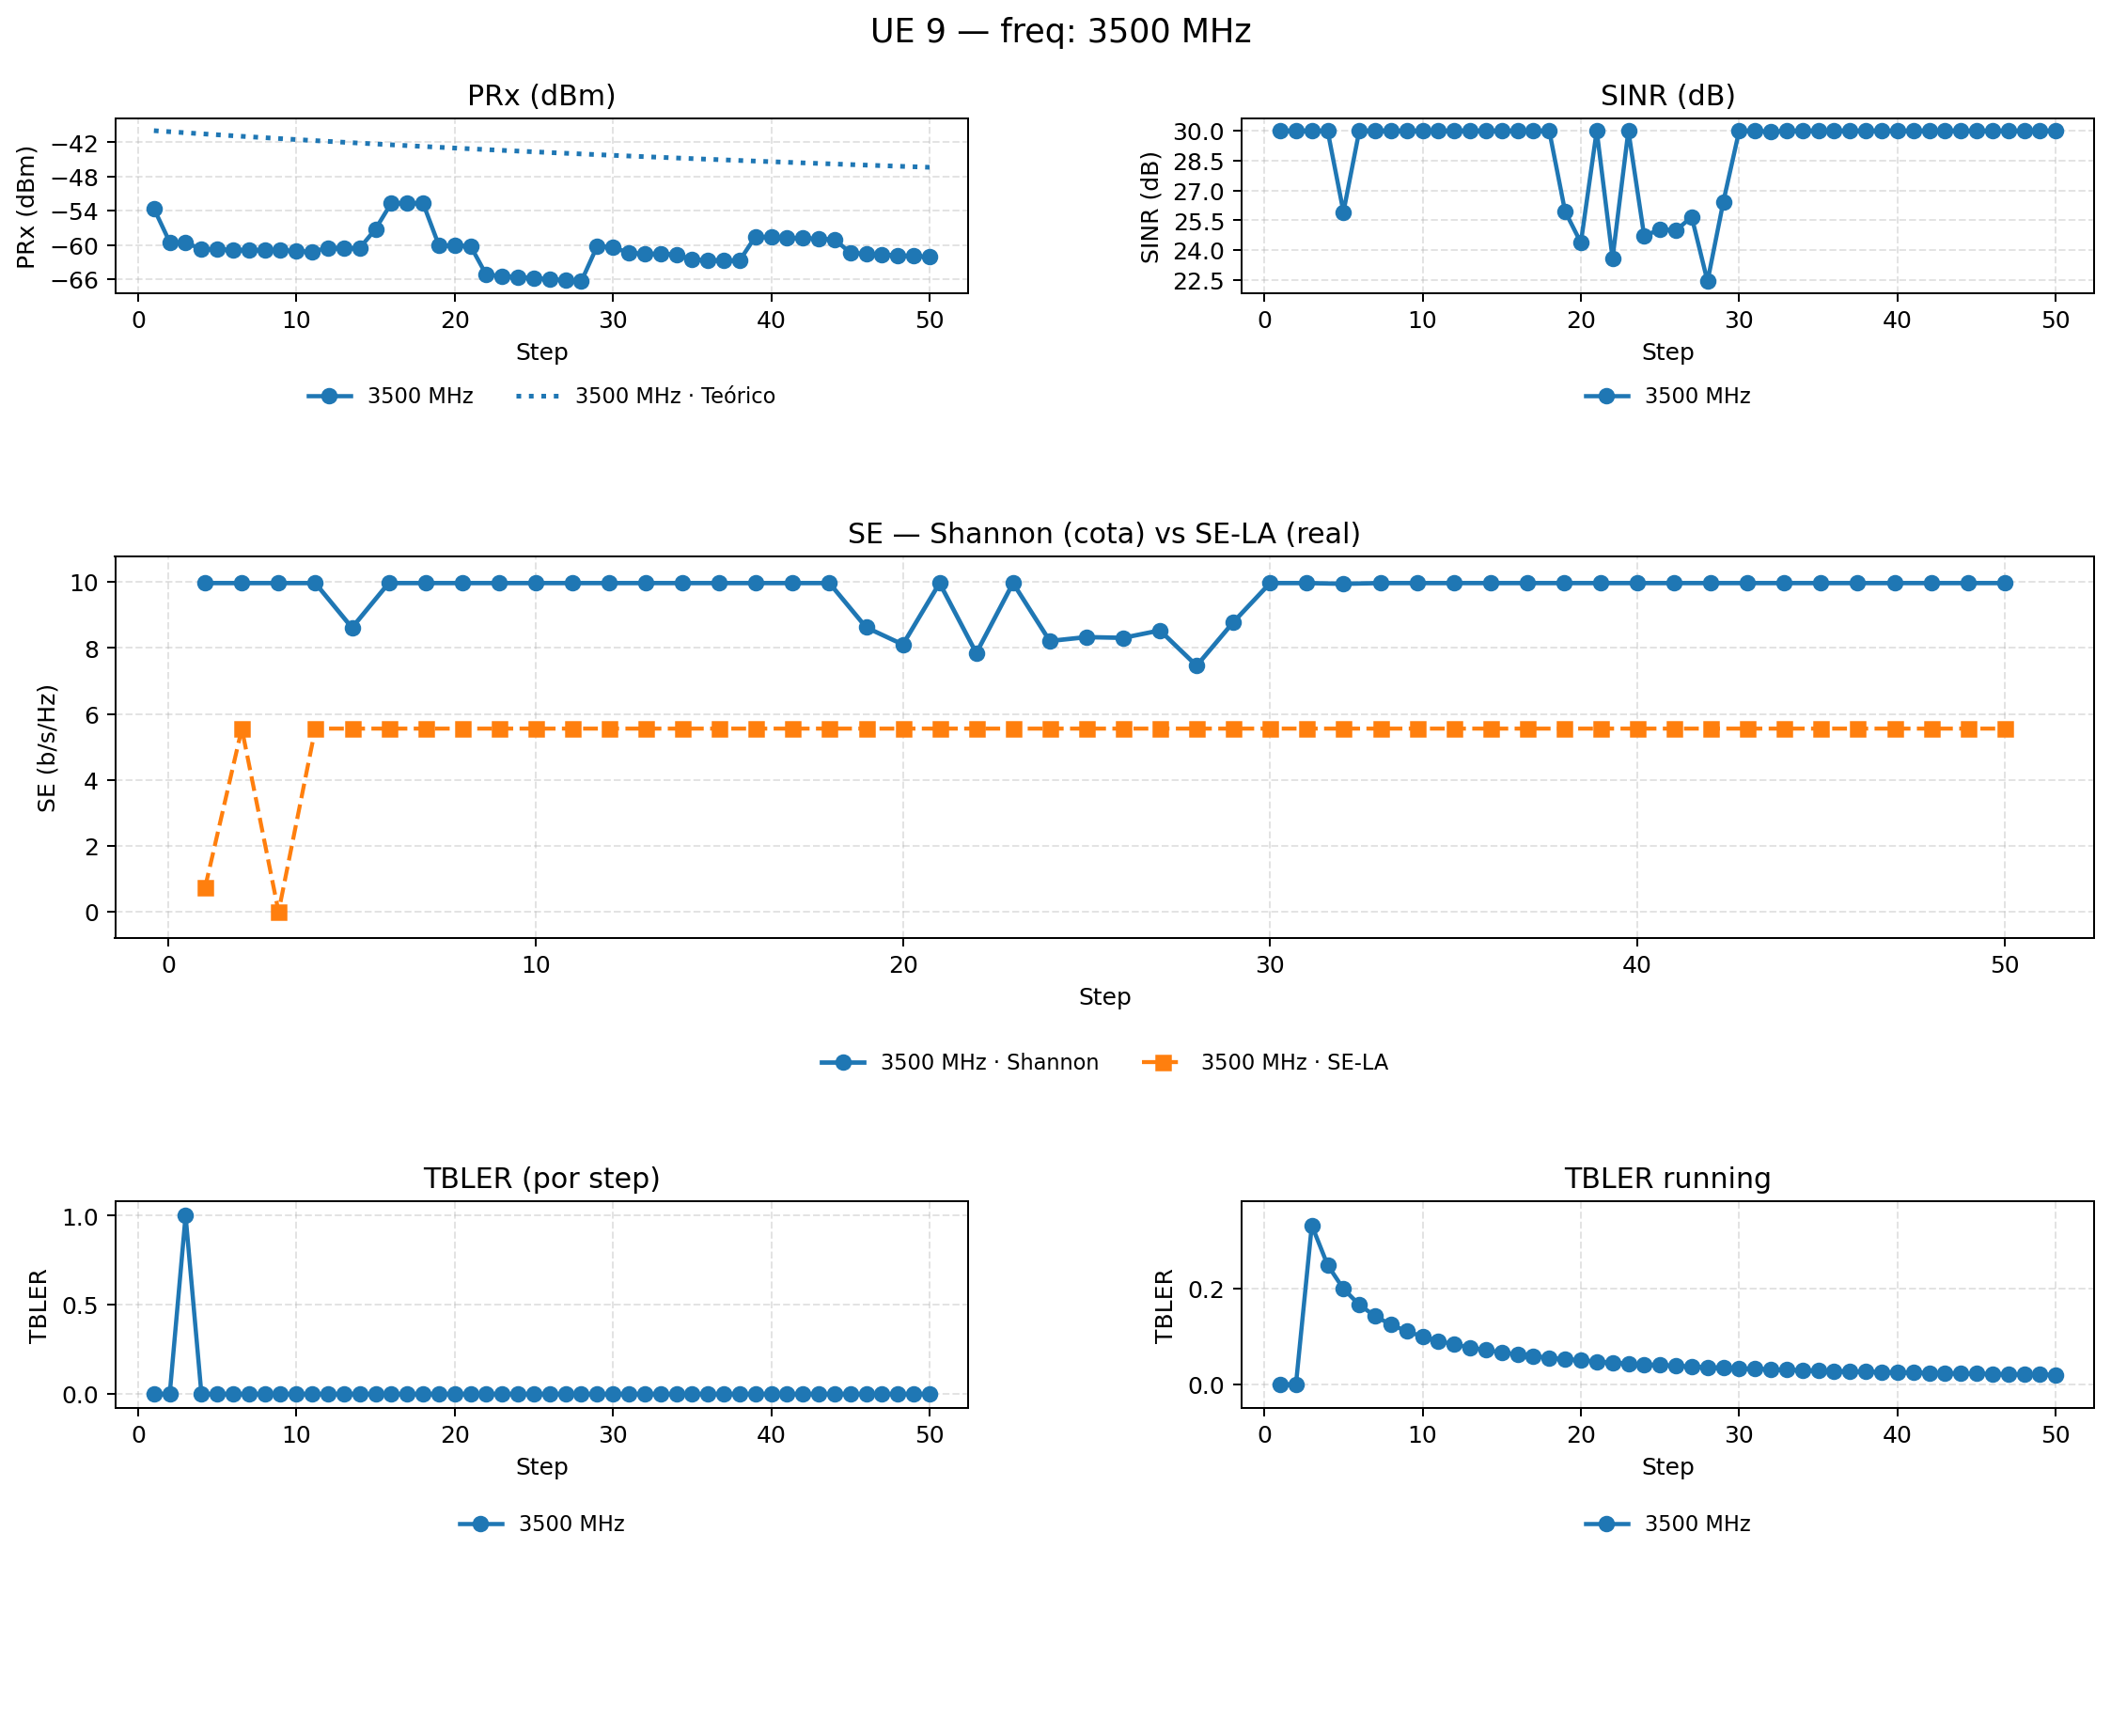 UE 9 — freq: 3500 MHz
PRx (dBm)
PRx (dBm)
−42
−48
−54
−60
−66
0 10 20 30 40 50
Step
3500 MHz
3500 MHz · Teórico
SINR (dB)
SINR (dB)
30.0
28.5
27.0
25.5
24.0
22.5
0 10 20 30 40 50
Step
3500 MHz
SE — Shannon (cota) vs SE-LA (real)
SE (b/s/Hz)
10
8
6
4
2
0
0 10 20 30 40 50
Step
3500 MHz · Shannon
3500 MHz · SE-LA
TBLER (por step)
TBLER
1.0
0.5
0.0
0 10 20 30 40 50
Step
3500 MHz
TBLER running
TBLER
0.2
0.0
0 10 20 30 40 50
Step
3500 MHz